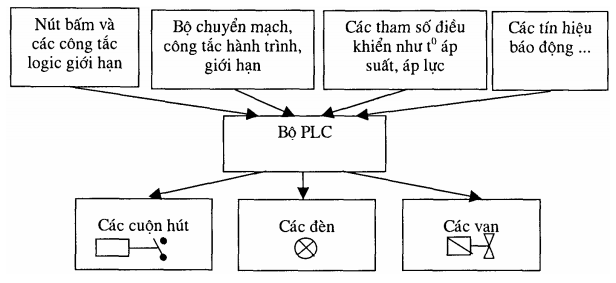 Nút bấm và
các công tắc
logic giới hạn
Bộ chuyển mạch,
công tắc hành trình,
giới hạn
Các tham số điều
khiển như t⁰ áp
suất, áp lực
Các tín hiệu
báo động ...
Bộ PLC
Các cuộn hút
Các đèn
Các van